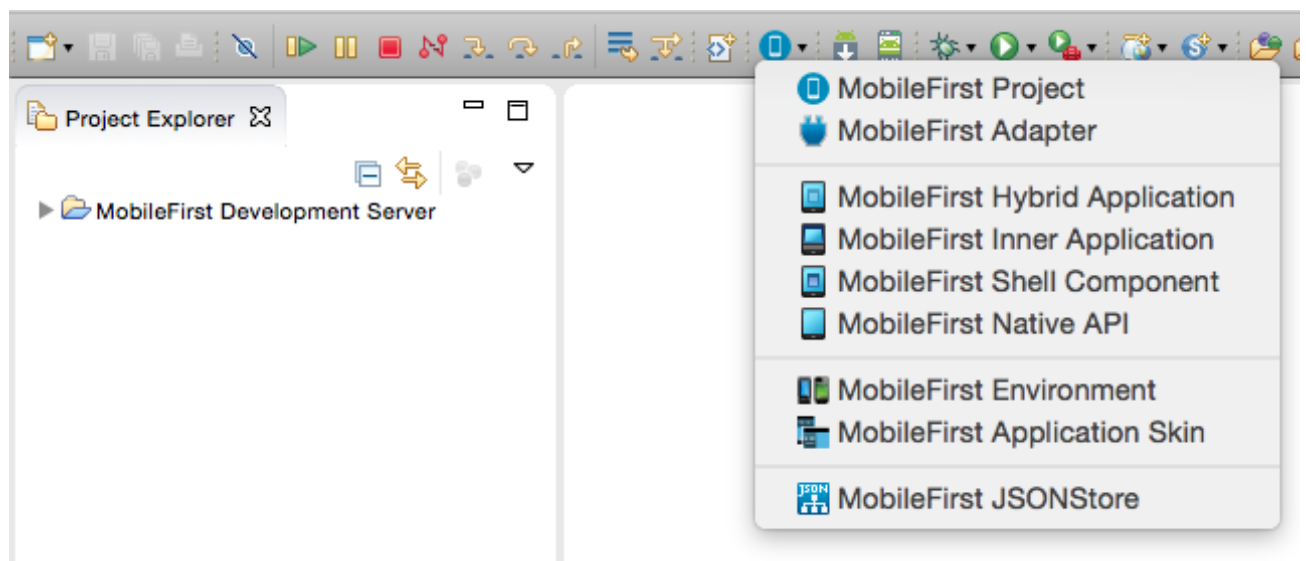 MobileFirst Project
Project Explorer
MobileFirst Adapter
MobileFirst Development Server
MobileFirst Hybrid Application
MobileFirst Inner Application
MobileFirst Shell Component
MobileFirst Native API
MobileFirst Environment
MobileFirst Application Skin
JSON
MobileFirst JSONStore